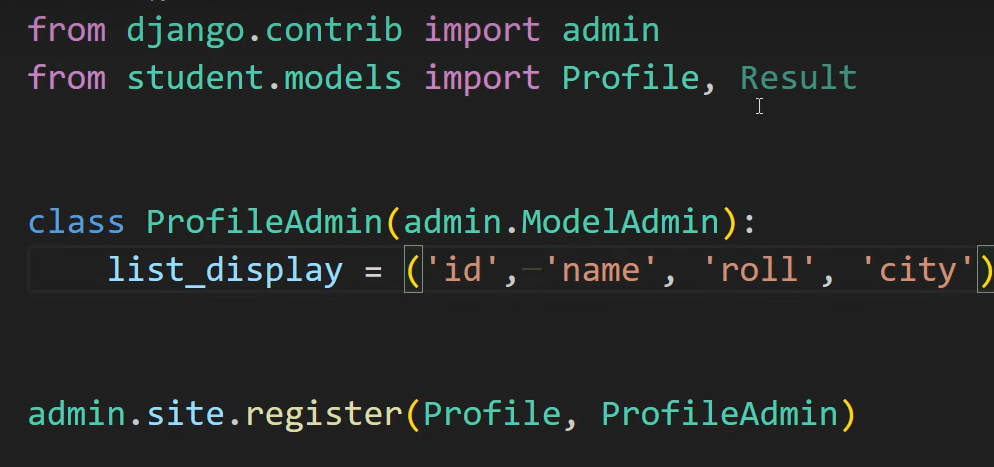 from django.contrib import admin
from student.models import Profile, Result
class ProfileAdmin(admin.ModelAdmin):
    list_display = ('id', 'name', 'roll', 'city')
admin.site.register(Profile, ProfileAdmin)